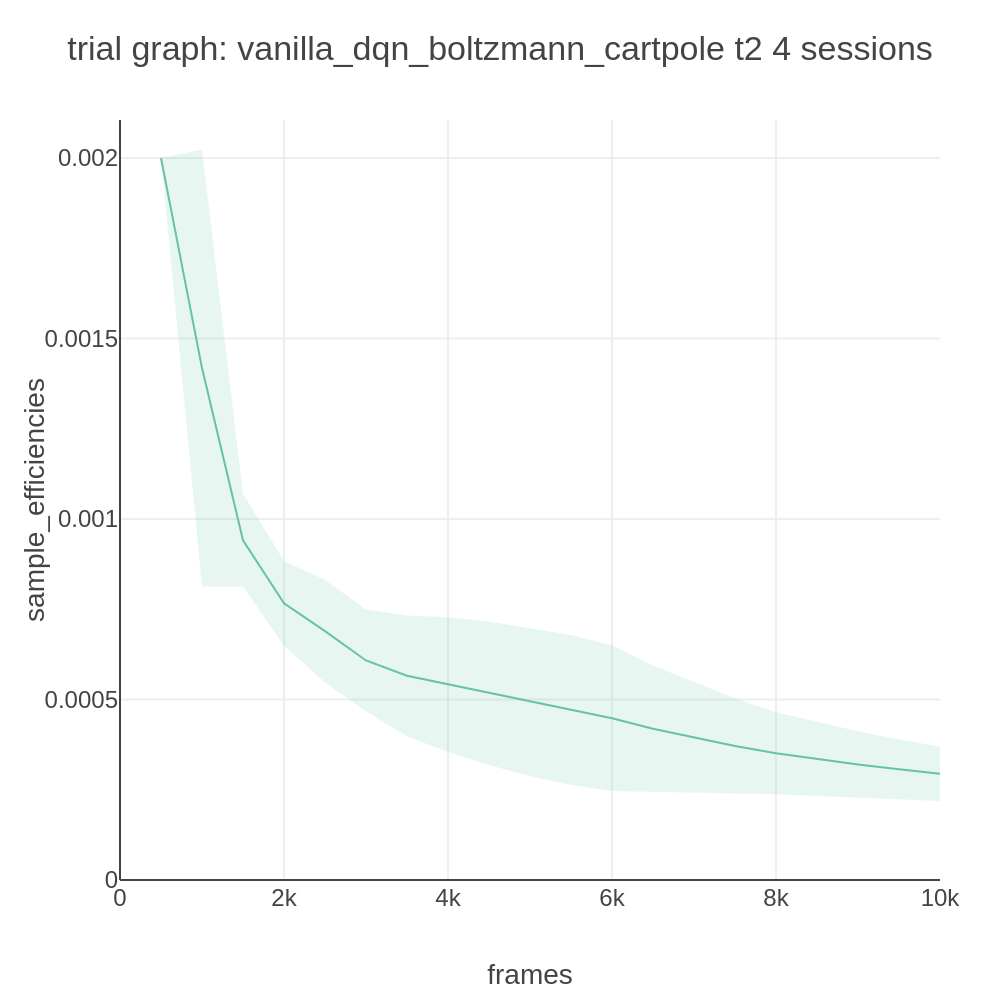 trial graph: vanilla_dqn_boltzmann_cartpole t2 4 sessions
sample_efficiencies
0.002
0.0015
0.001
0.0005
0
0
2k
4k
6k
8k
10k
frames